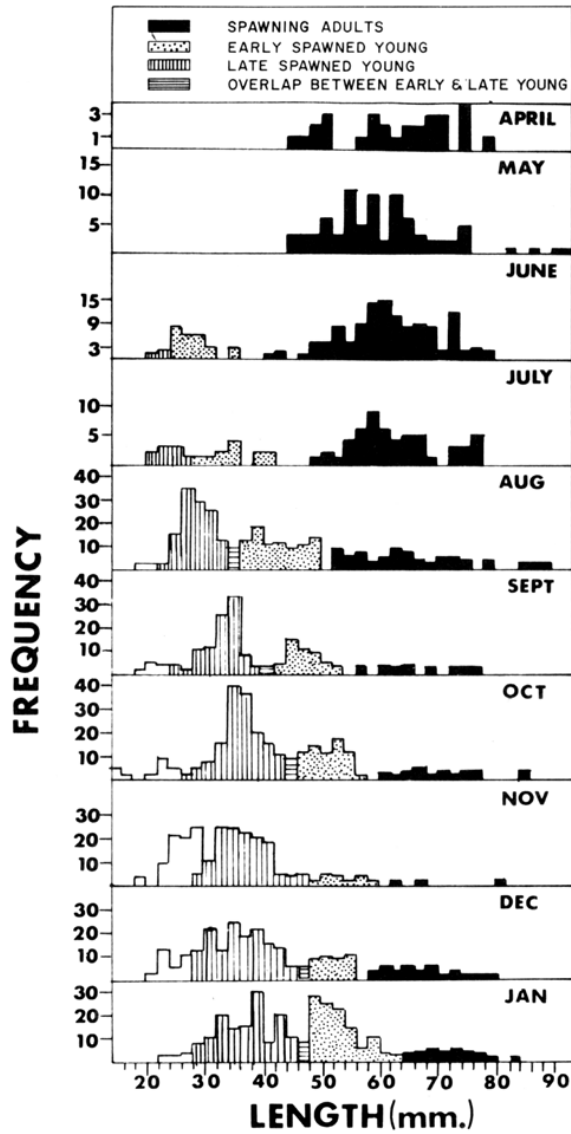 SPAWNING ADULTS
EARLY SPAWNED YOUNG
LATE SPAWNED YOUNG
OVERLAP BETWEEN EARLY & LATE YOUNG
APRIL
3
1
MAY
15
10
5
JUNE
15
9
3
JULY
10
5
AUG
40
30
20
10
SEPT
40
30
20
10
OCT
40
30
20
10
NOV
30
20
10
DEC
30
20
10
JAN
30
20
10
FREQUENCY
20 30 40 50 60 70 80 90
LENGTH (mm.)